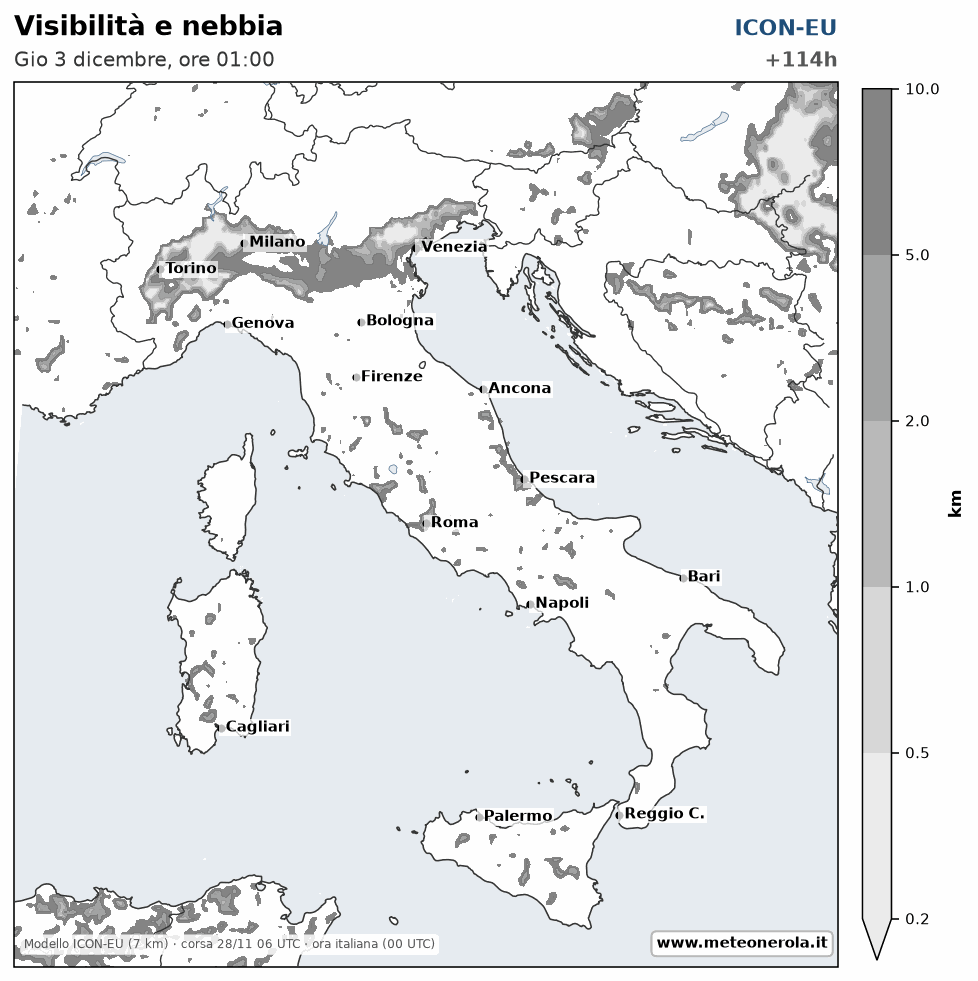 Visibilità e nebbia
ICON-EU
Gio 3 dicembre, ore 01:00
+114h
10.0
5.0
2.0
1.0
0.5
0.2
km
Milano
Venezia
Torino
Genova
Bologna
Firenze
Ancona
Pescara
Roma
Bari
Napoli
Cagliari
Palermo
Reggio C.
Modello ICON-EU (7 km) · corsa 28/11 06 UTC · ora italiana (00 UTC)
www.meteonerola.it